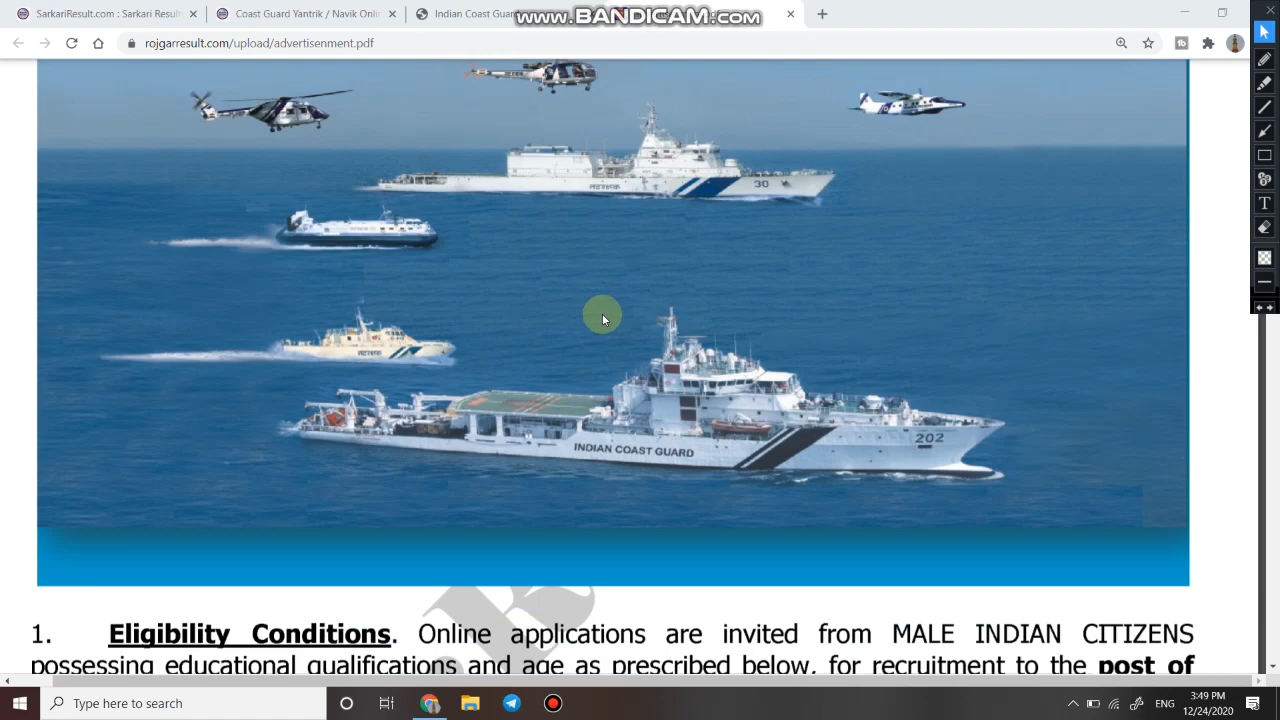 SarkariResult.com : Sarkari Result
Coast Guard Yantrik / Navik Onli
Indian Coast Guard
www.BANDICAM.com
rojgarresult.com/upload/advertisenment.pdf
30
INDIAN COAST GUARD
202
1. Eligibility Conditions. Online applications are invited from MALE INDIAN CITIZENS
possessing educational qualifications and age as prescribed below, for recruitment to the post of
Type here to search
ENG
3:49 PM
12/24/2020